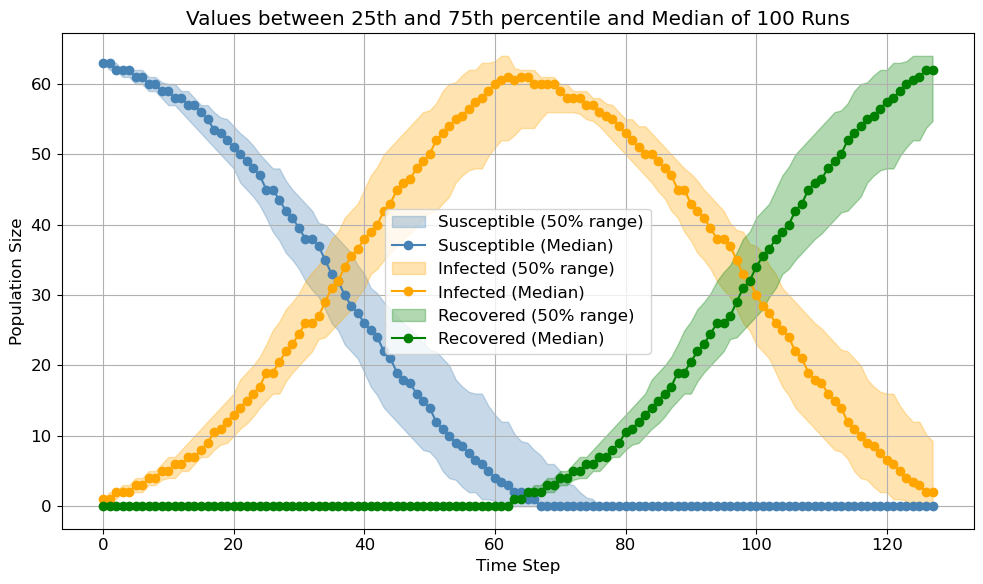 Values between 25th and 75th percentile and Median of 100 Runs
Population Size
60
50
40
30
20
10
0
Susceptible (50% range)
Susceptible (Median)
Infected (50% range)
Infected (Median)
Recovered (50% range)
Recovered (Median)
0 20 40 60 80 100 120
Time Step